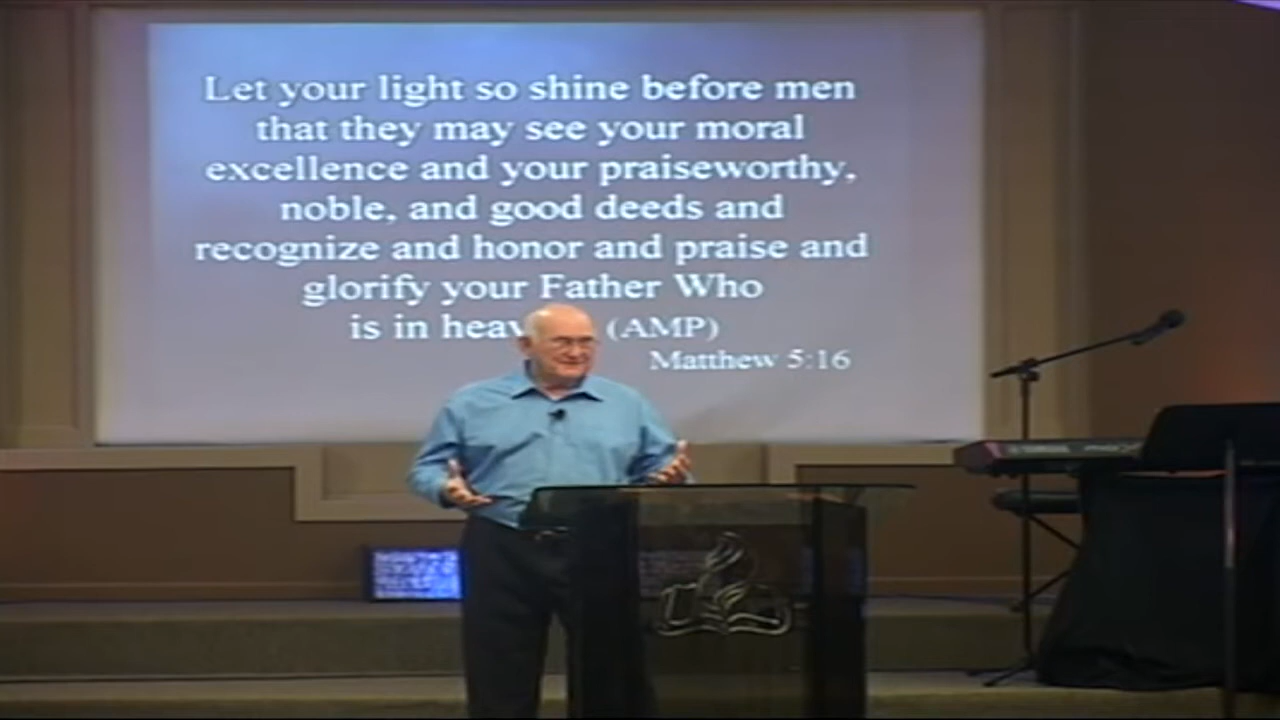 Let your light so shine before men
that they may see your moral
excellence and your praiseworthy,
noble, and good deeds and
recognize and honor and praise and
glorify your Father Who
is in (AMP)
Matthew 5:16